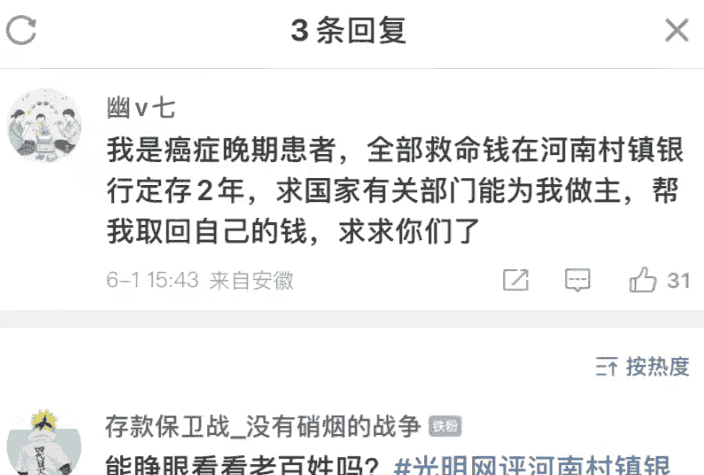 3 条回复
幽v七
我是癌症晚期患者，全部救命钱在河南村镇银
行定存2年，求国家有关部门能为我做主，帮
我取回自己的钱，求求你们了
6-1 15:43 来自安徽
31
按热度
存款保卫战_没有硝烟的战争 铁粉
能睁眼看看老百姓吗？#光明网评河南村镇银